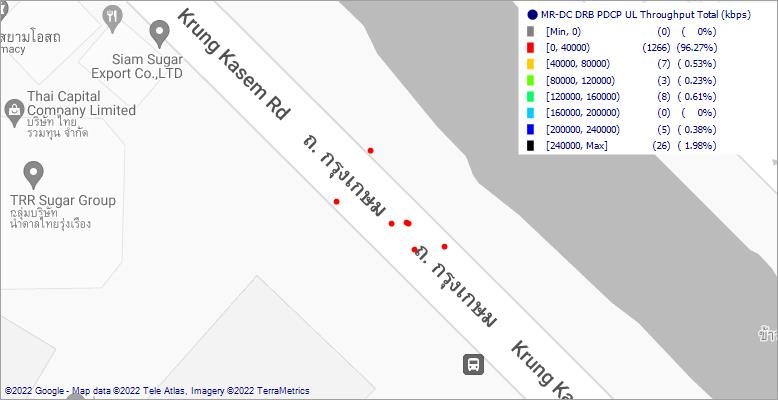 สยามโอสถ
macy
Siam Sugar
Export Co.,LTD
Krung Kasem Rd
Thai Capital
Company Limited
บริษัท ไทย
รวมทุน จำกัด
TRR Sugar Group
กลุ่มบริษัท
น้ำตาลไทยรุ่งเรือง
ถ. กรุงเกษม
ถ. กรุงเกษม
Krung Ka
ข้าว
MR-DC DRB PDCP UL Throughput Total (kbps)
[Min, 0) (0) ( 0%)
[0, 40000) (1266) (96.27%)
[40000, 80000) (7) ( 0.53%)
[80000, 120000) (3) ( 0.23%)
[120000, 160000) (8) ( 0.61%)
[160000, 200000) (0) ( 0%)
[200000, 240000) (5) ( 0.38%)
[240000, Max] (26) ( 1.98%)
©2022 Google - Map data ©2022 Tele Atlas, Imagery ©2022 TerraMetrics